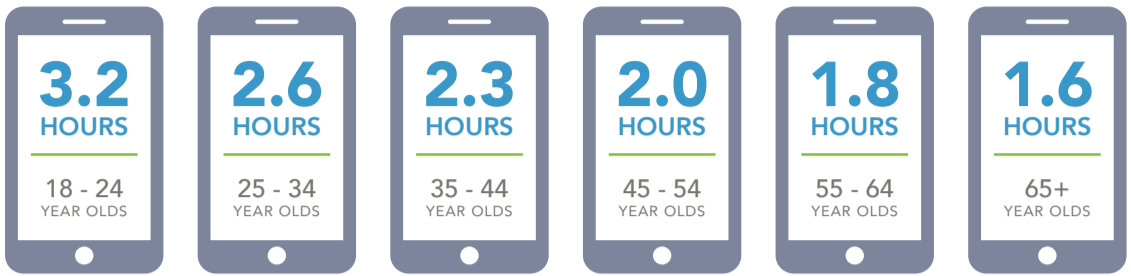 3.2
HOURS
18 - 24
YEAR OLDS
2.6
HOURS
25 - 34
YEAR OLDS
2.3
HOURS
35 - 44
YEAR OLDS
2.0
HOURS
45 - 54
YEAR OLDS
1.8
HOURS
55 - 64
YEAR OLDS
1.6
HOURS
65+
YEAR OLDS